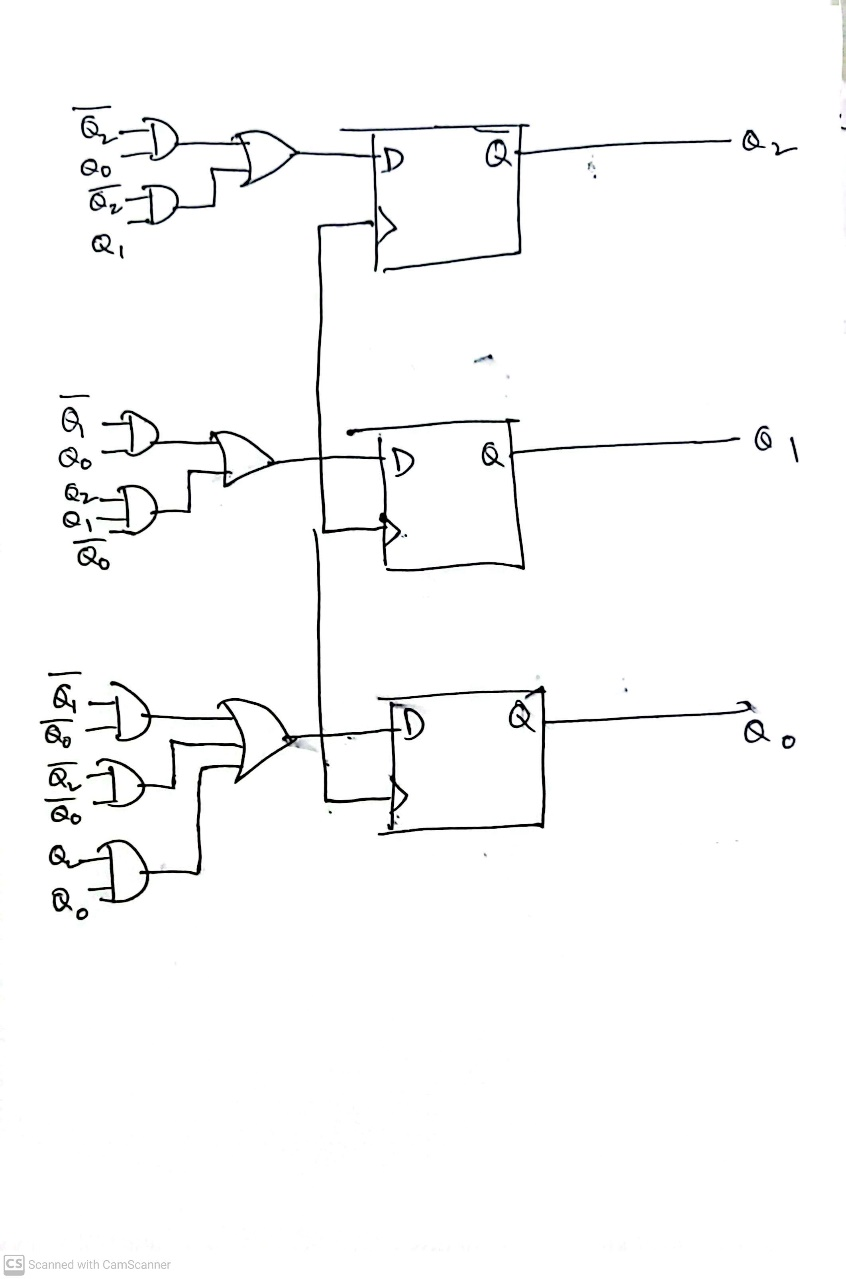 Q̅₂
Q₀
Q̅₂
Q₁
D
Q
Q₂
Q̅₁
Q₀
Q₂
Q₁
Q̅₀
D
Q
Q₁
Q̅₁
Q̅₀
Q̅₂
Q̅₀
Q₂
Q₀
D
Q
Q₀
CS Scanned with CamScanner